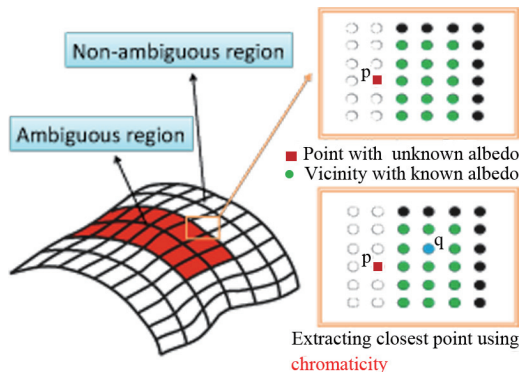 Non-ambiguous region
Ambiguous region
p
Point with unknown albedo
Vicinity with known albedo
q
p
Extracting closest point using
chromaticity